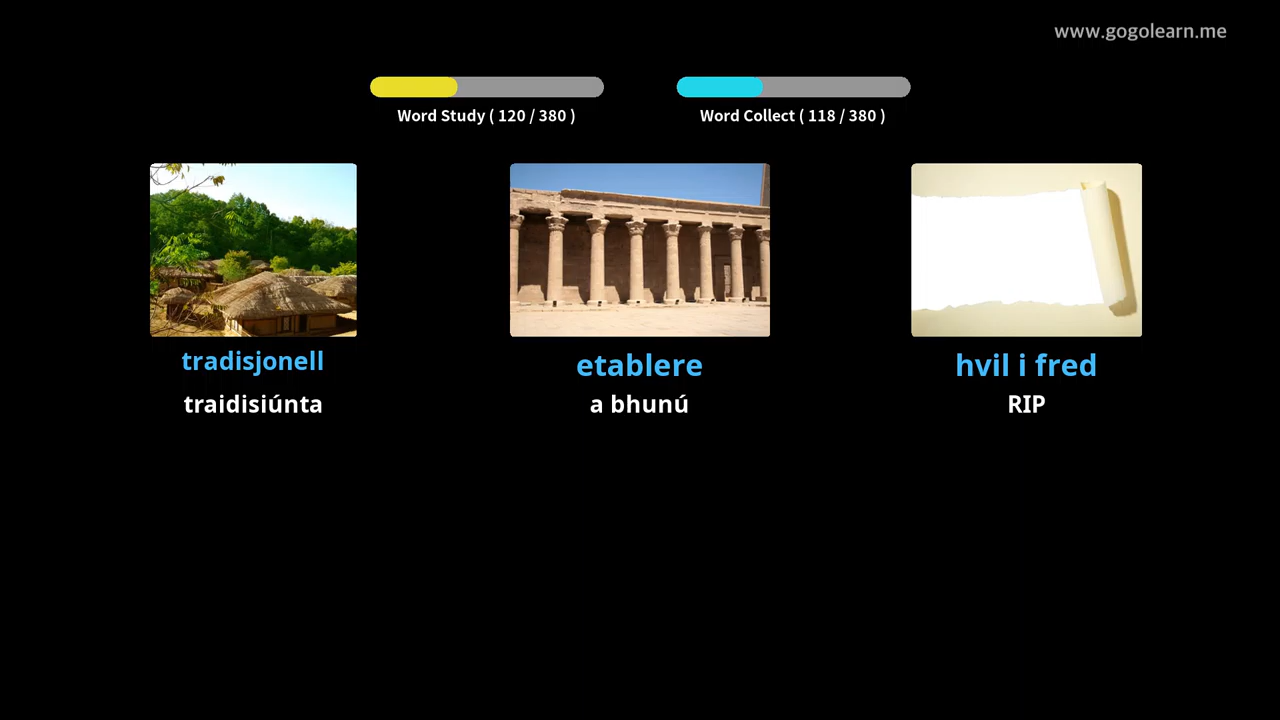 www.gogolearn.me
Word Study ( 120 / 380 )
Word Collect ( 118 / 380 )
tradisjonell
etablere
hvil i fred
traidisiúnta
a bhunú
RIP